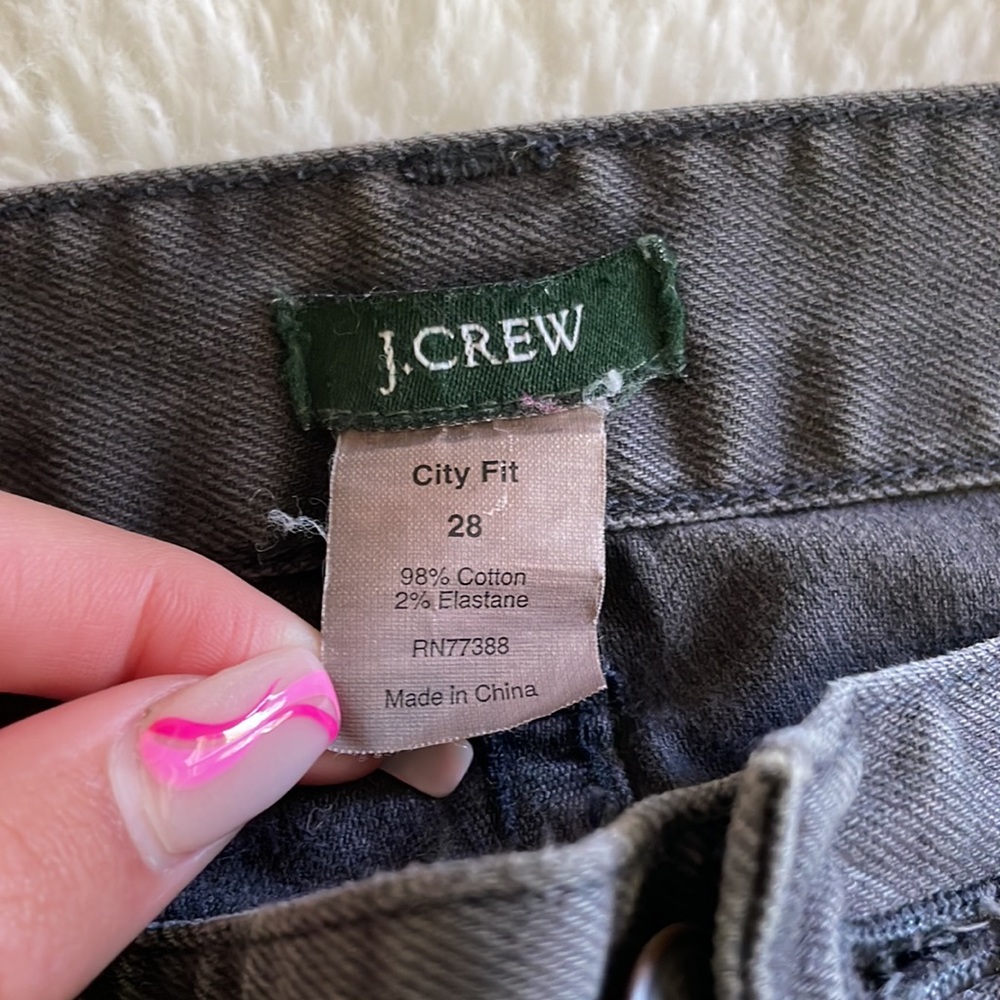 J.CREW
City Fit
28
98% Cotton
2% Elastane
RN77388
Made in China